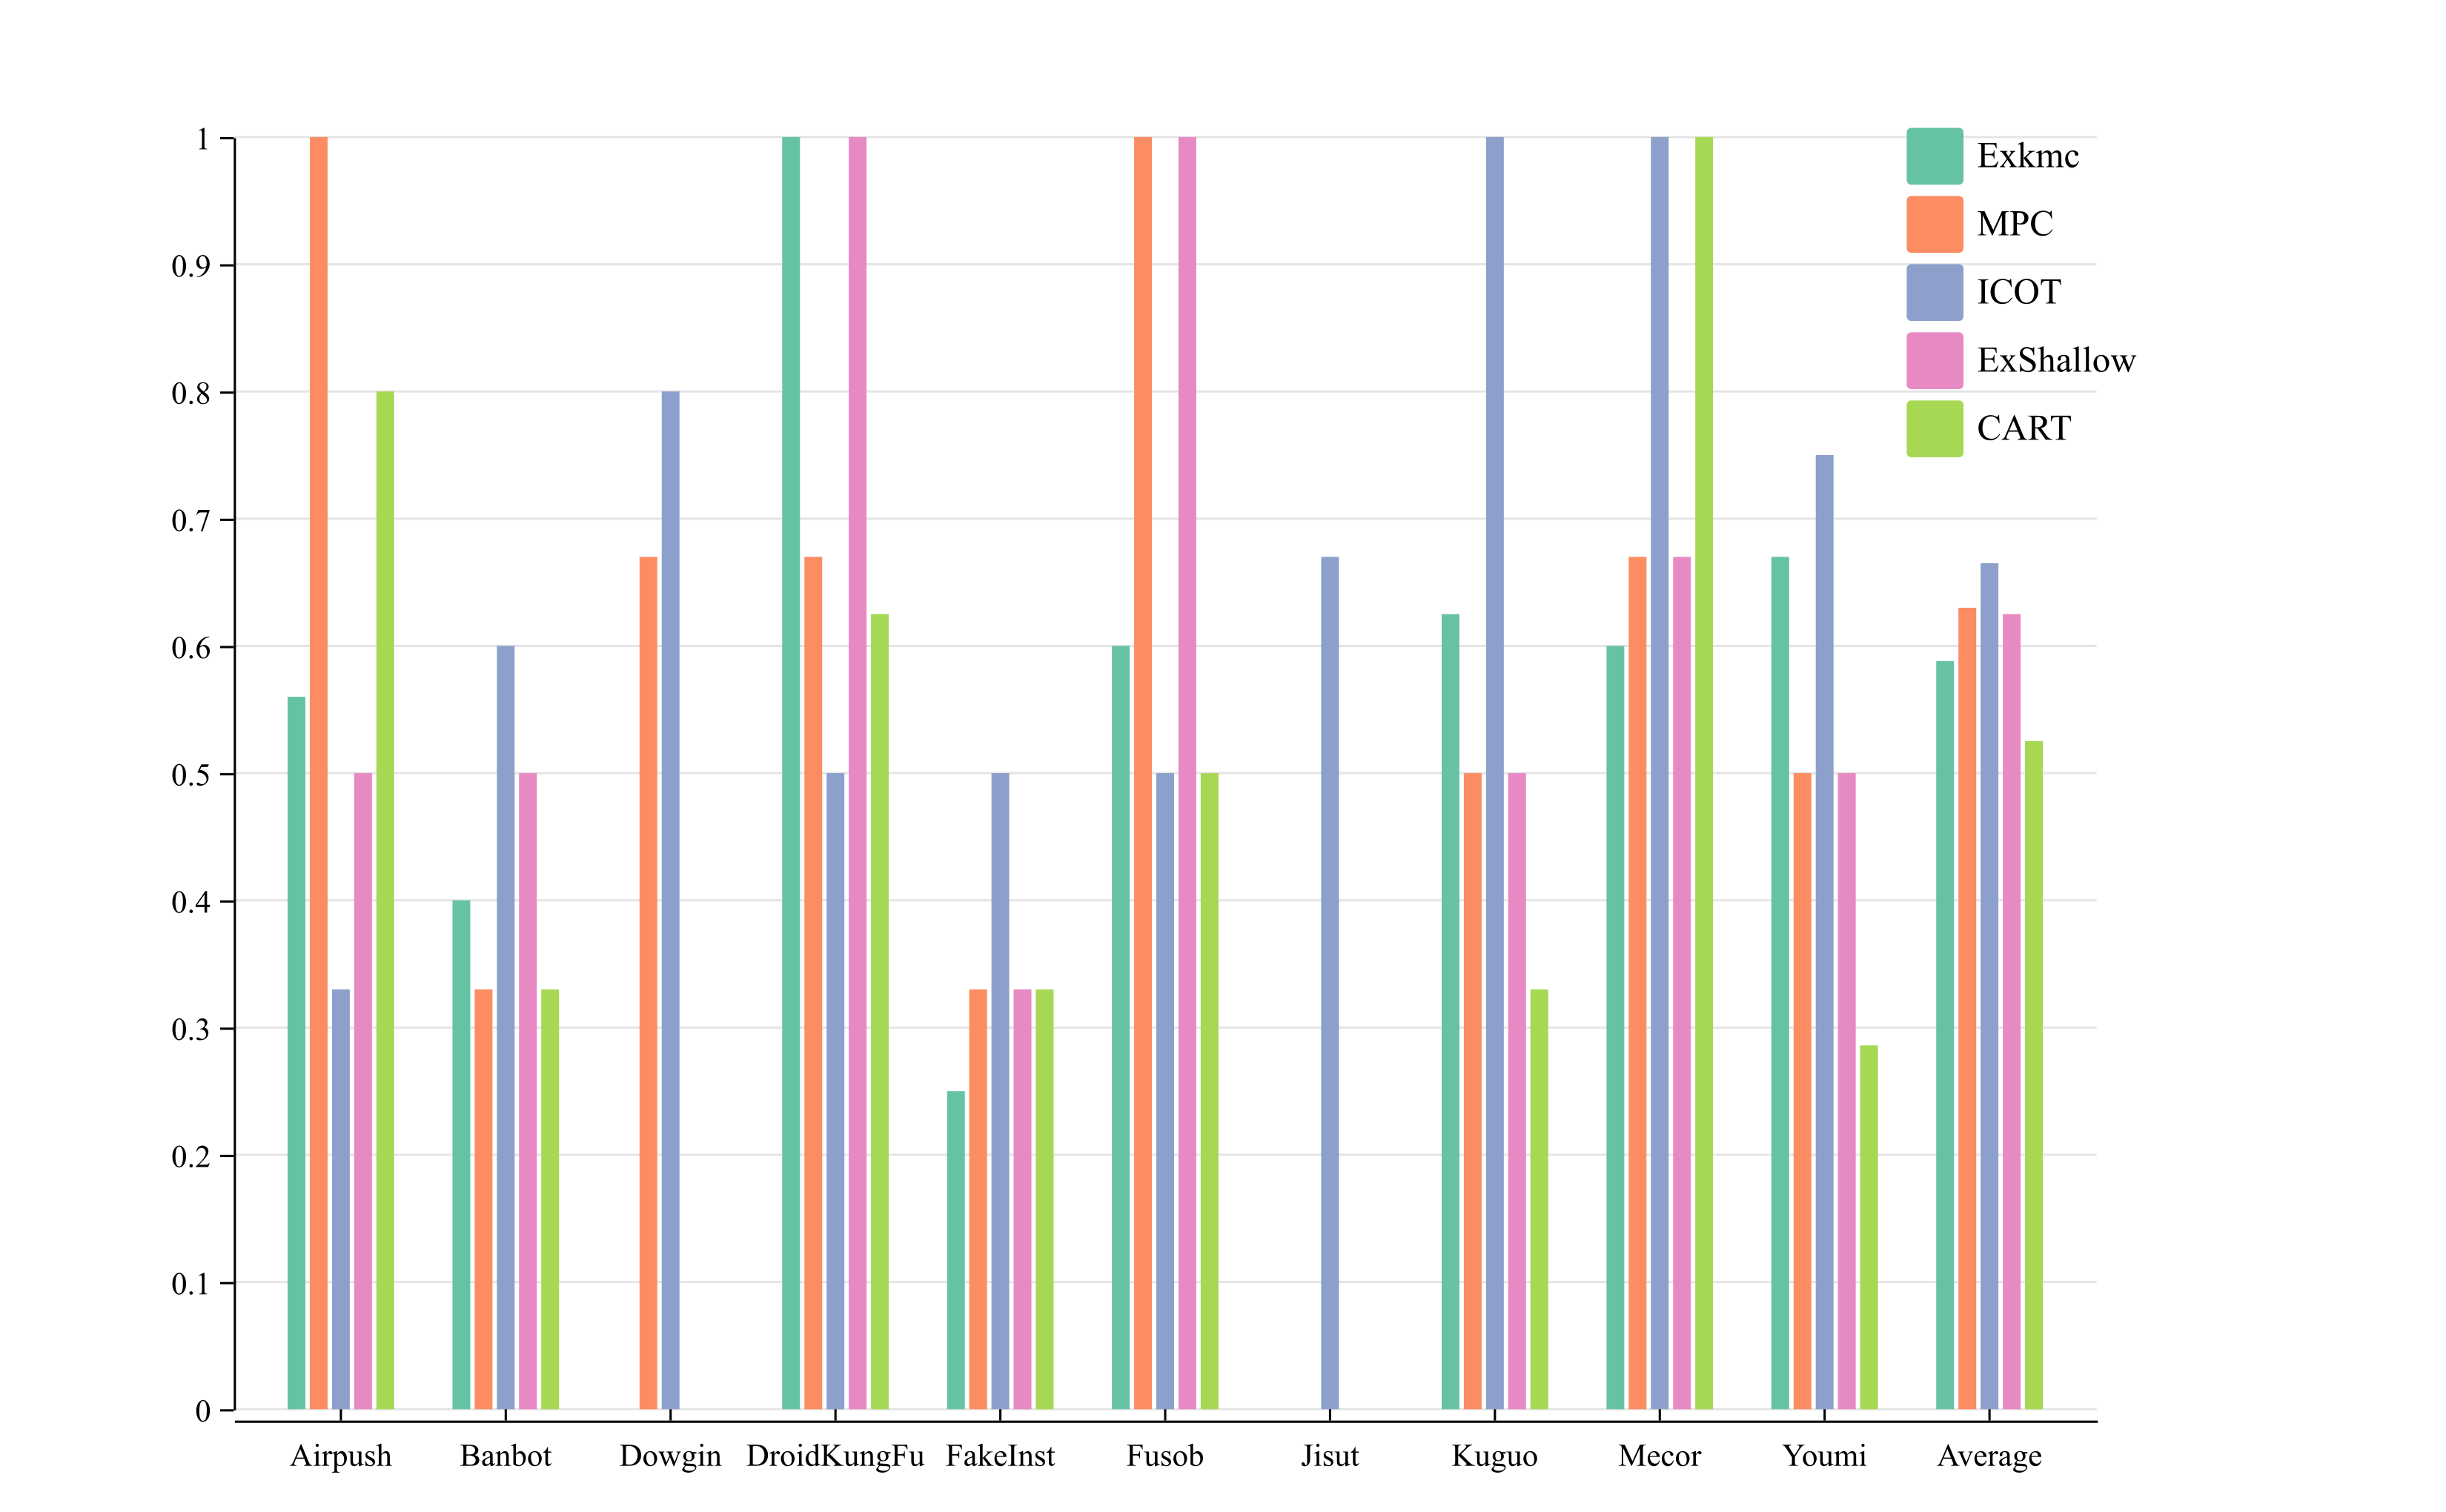 1
0.9
0.8
0.7
0.6
0.5
0.4
0.3
0.2
0.1
0
Airpush Banbot Dowgin DroidKungFu FakeInst Fusob Jisut Kuguo Mecor Youmi Average
Exkmc
MPC
ICOT
ExShallow
CART